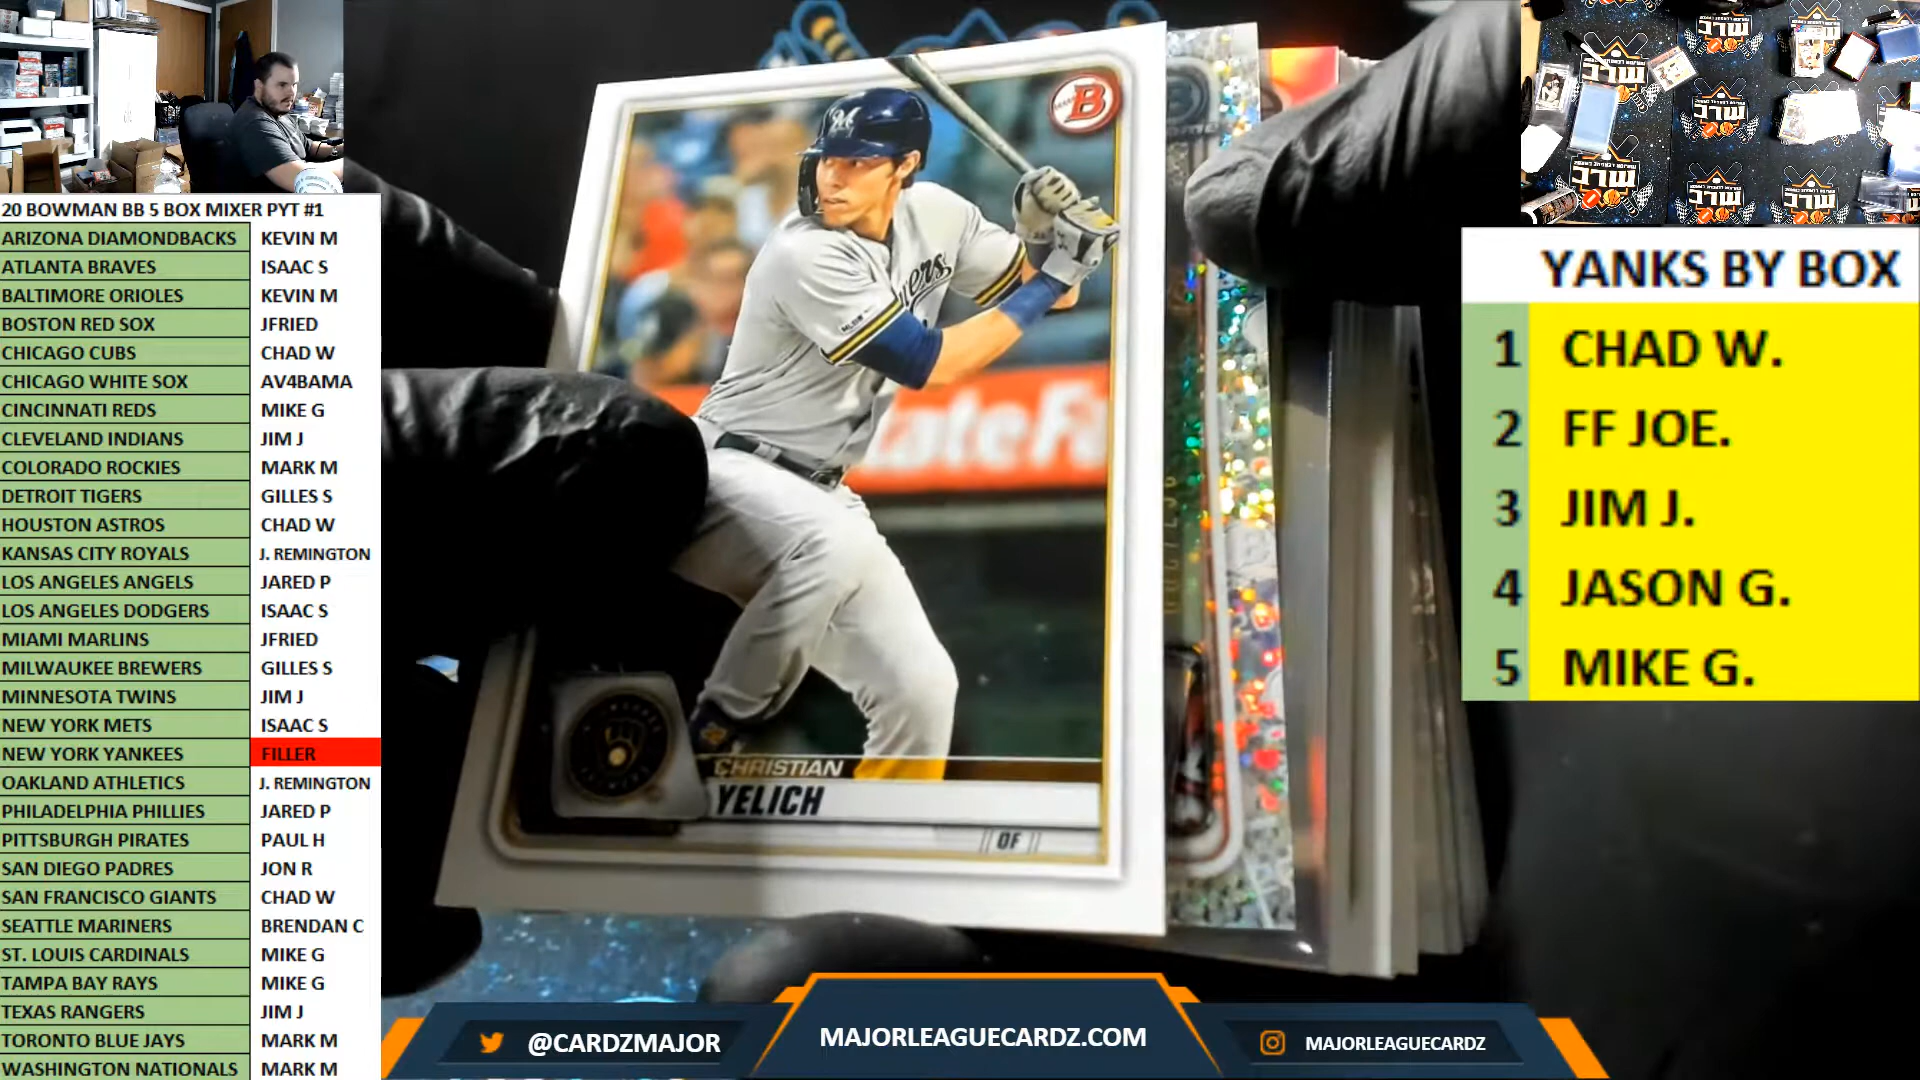 20 BOWMAN BB 5 BOX MIXER PYT #1
ARIZONA DIAMONDBACKS KEVIN M
ATLANTA BRAVES ISAAC S
BALTIMORE ORIOLES KEVIN M
BOSTON RED SOX JFRIED
CHICAGO CUBS CHAD W
CHICAGO WHITE SOX AV4BAMA
CINCINNATI REDS MIKE G
CLEVELAND INDIANS JIM J
COLORADO ROCKIES MARK M
DETROIT TIGERS GILLES S
HOUSTON ASTROS CHAD W
KANSAS CITY ROYALS J. REMINGTON
LOS ANGELES ANGELS JARED P
LOS ANGELES DODGERS ISAAC S
MIAMI MARLINS JFRIED
MILWAUKEE BREWERS GILLES S
MINNESOTA TWINS JIM J
NEW YORK METS ISAAC S
NEW YORK YANKEES FILLER
OAKLAND ATHLETICS J. REMINGTON
PHILADELPHIA PHILLIES JARED P
PITTSBURGH PIRATES PAUL H
SAN DIEGO PADRES JON R
SAN FRANCISCO GIANTS CHAD W
SEATTLE MARINERS BRENDAN C
ST. LOUIS CARDINALS MIKE G
TAMPA BAY RAYS MIKE G
TEXAS RANGERS JIM J
TORONTO BLUE JAYS MARK M
WASHINGTON NATIONALS MARK M
B
M
ateFa
CHRISTIAN
YELICH
OF
YANKS BY BOX
1 CHAD W.
2 FF JOE.
3 JIM J.
4 JASON G.
5 MIKE G.
@CARDZMAJOR
MAJORLEAGUECARDZ.COM
MAJORLEAGUECARDZ